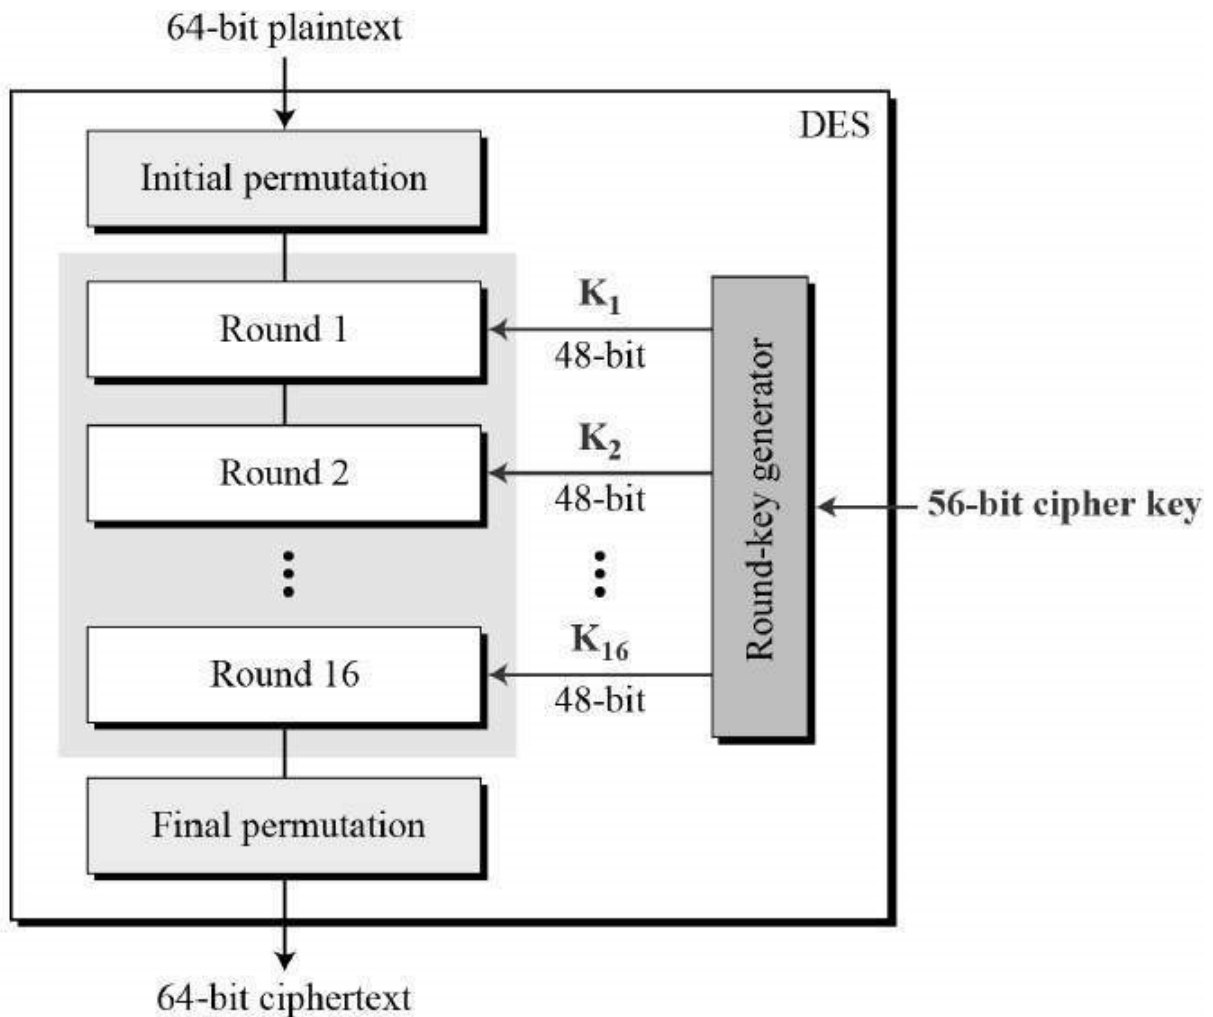 64-bit plaintext
DES
Initial permutation
Round 1
K1
48-bit
Round 2
K2
48-bit
Round-key generator
56-bit cipher key
Round 16
K16
48-bit
Final permutation
64-bit ciphertext